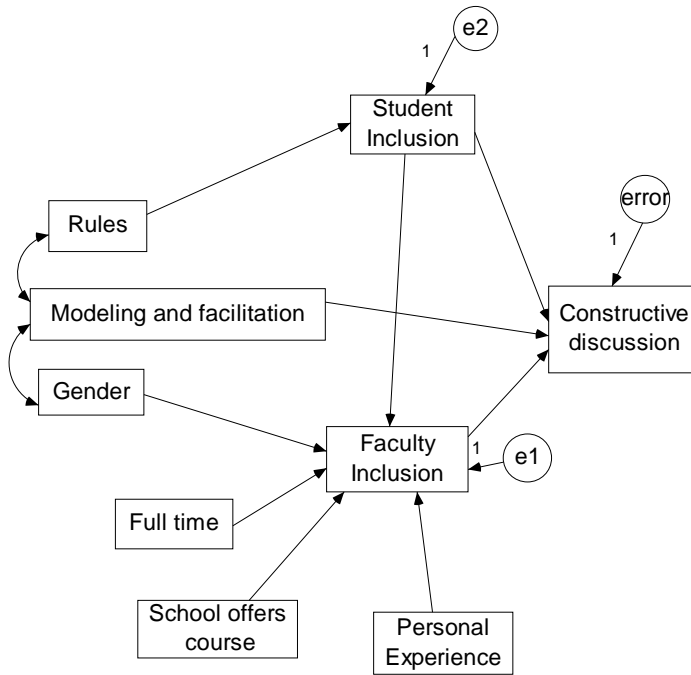 e2
1
Student
Inclusion
error
1
Rules
Modeling and facilitation
Constructive
discussion
Gender
Faculty
Inclusion
1
e1
Full time
School offers
course
Personal
Experience